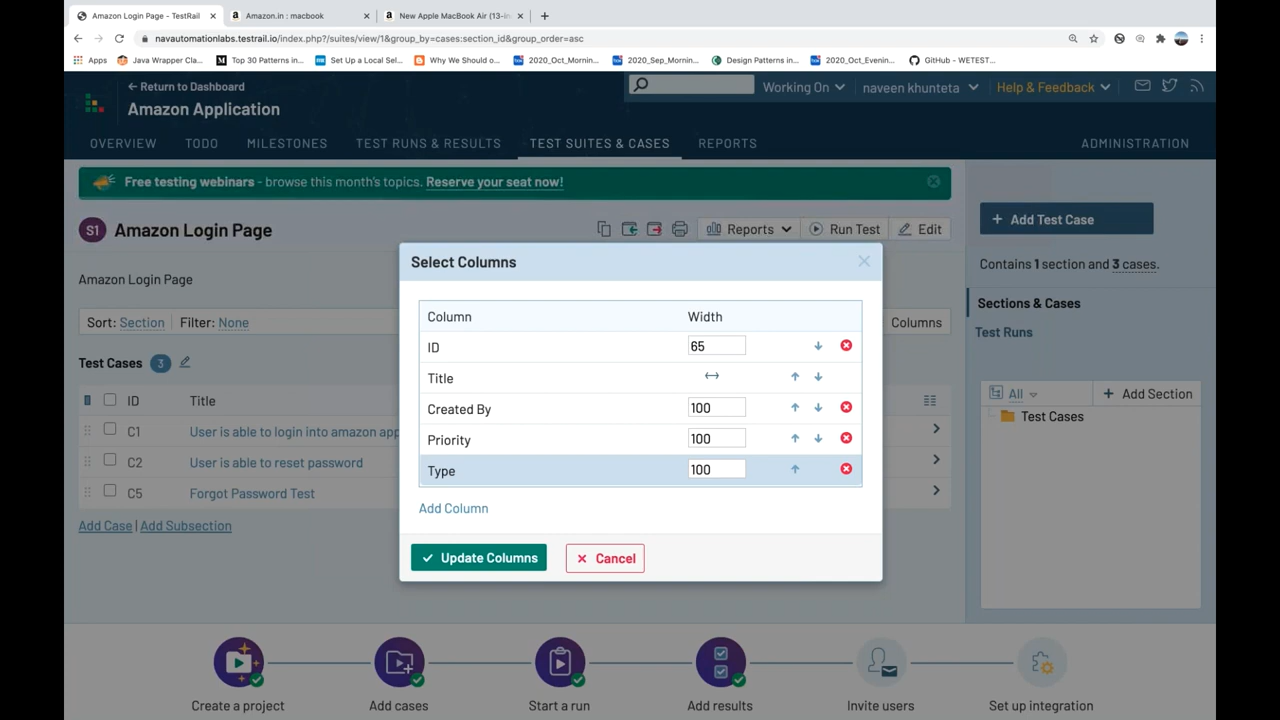 Amazon Login Page - TestRail
Amazon.in : macbook
New Apple MacBook Air (13-in
navautomationlabs.testrail.io/index.php?/suites/view/1&group_by=cases:section_id&group_order=asc
Apps
Java Wrapper Cla...
Top 30 Patterns in...
Set Up a Local Sel...
Why We Should o...
2020_Oct_Mornin...
2020_Sep_Mornin...
Design Patterns in...
2020_Oct_Evenin...
GitHub - WETEST...
← Return to Dashboard
Amazon Application
Working On
naveen khunteta
Help & Feedback
OVERVIEW
TODO
MILESTONES
TEST RUNS & RESULTS
TEST SUITES & CASES
REPORTS
ADMINISTRATION
Free testing webinars - browse this month's topics. Reserve your seat now!
S1 Amazon Login Page
Reports
Run Test
Edit
+ Add Test Case
Amazon Login Page
Contains 1 section and 3 cases.
Sort: Section | Filter: None
Columns
Sections & Cases
Test Runs
Test Cases 3
ID Title
C1 User is able to login into amazon app
C2 User is able to reset password
C5 Forgot Password Test
Add Case | Add Subsection
All
+ Add Section
Test Cases
Select Columns
Column Width
ID 65
Title
Created By 100
Priority 100
Type 100
Add Column
Update Columns
Cancel
Create a project
Add cases
Start a run
Add results
Invite users
Set up integration